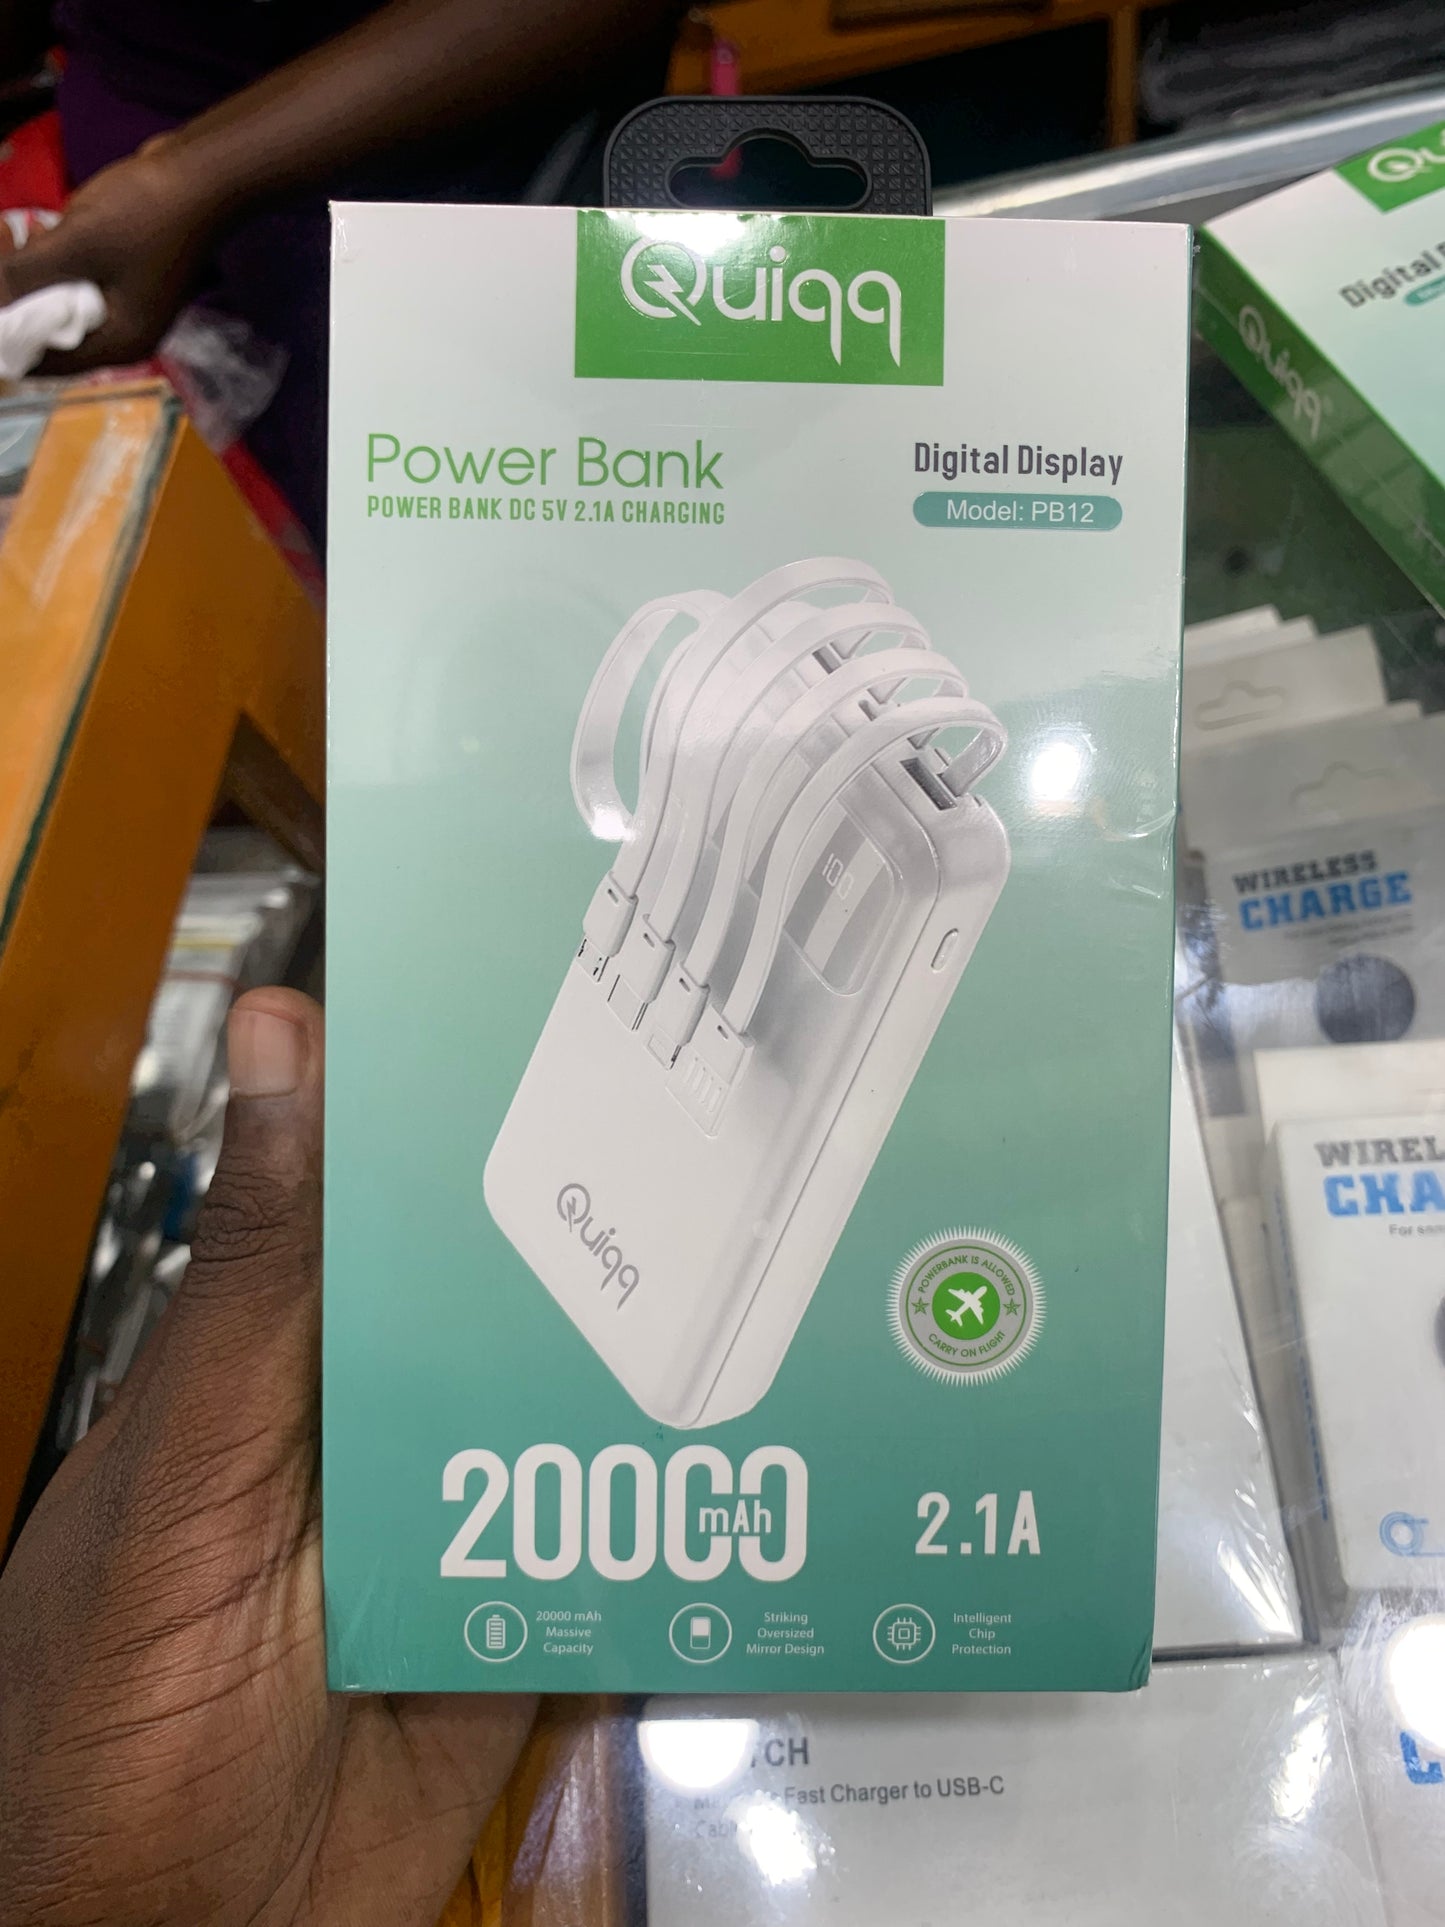 Quiqq
Power Bank
POWER BANK DC 5V 2.1A CHARGING
Digital Display
Model: PB12
100
Quiqq
POWERBANK IS ALLOWED
CARRY ON FLIGHT
20000
mAh
2.1A
20000 mAh
Massive
Capacity
Striking
Oversized
Mirror Design
Intelligent
Chip
Protection
Quiqq
Digital
WIRELESS
CHARGE
Fast Charger to USB-C